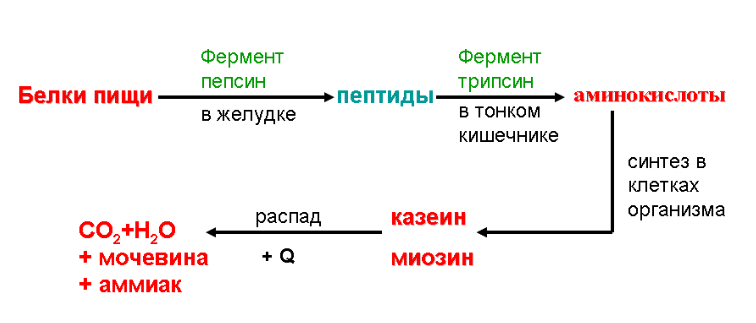 Фермент
пепсин
Фермент
трипсин
Белки пищи
пептиды
аминокислоты
в желудке
в тонком
кишечнике
синтез в
клетках
организма
распад
казеин
CO2+H2O
+ мочевина
+ аммиак
+ Q
миозин